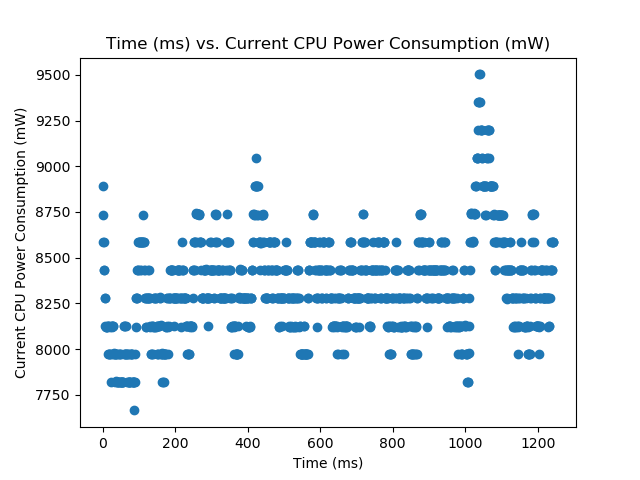 Time (ms) vs. Current CPU Power Consumption (mW)
9500
9250
9000
8750
8500
8250
8000
7750
Current CPU Power Consumption (mW)
0 200 400 600 800 1000 1200
Time (ms)